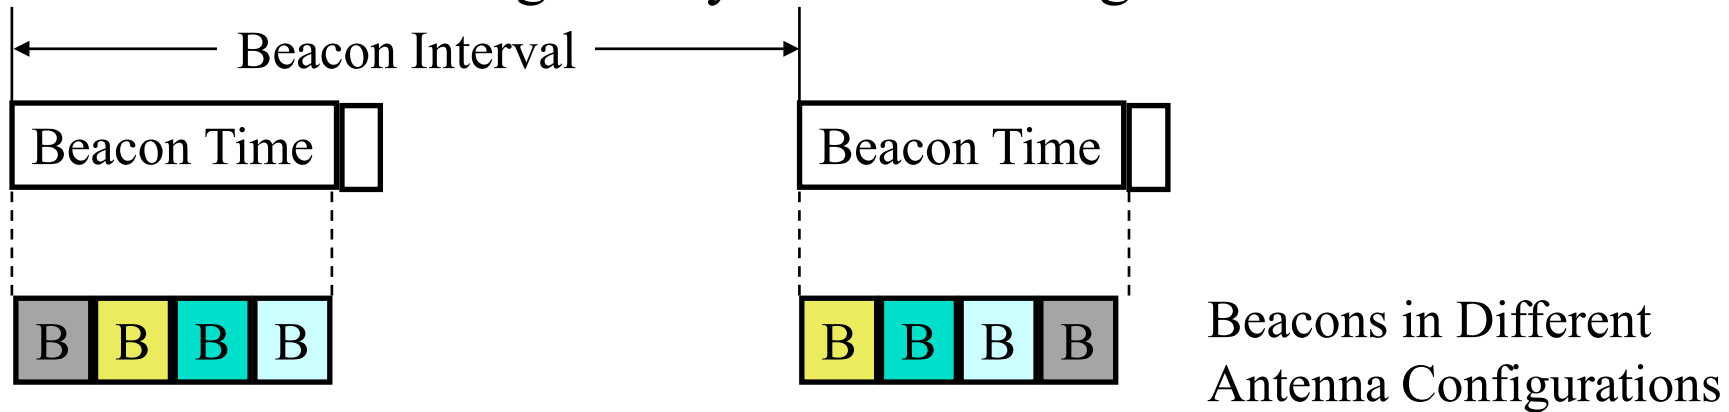 Beacon Interval
Beacon Time Beacon Time
B B B B B B B B
Beacons in Different
Antenna Configurations